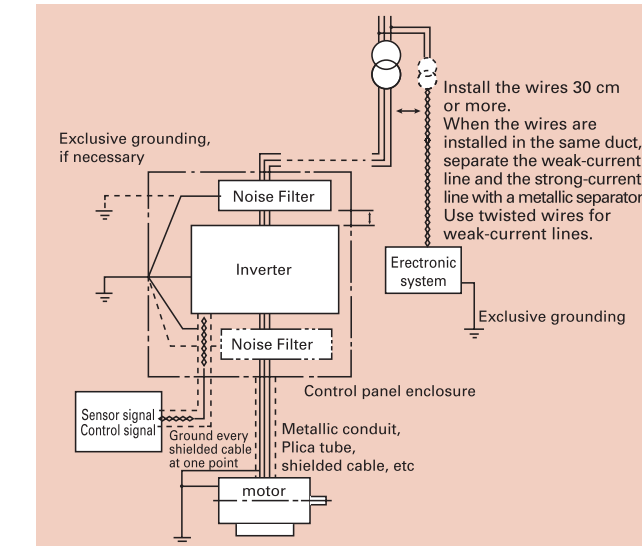 Install the wires 30 cm
or more.
When the wires are
installed in the same duct,
separate the weak-current
line and the strong-current
line with a metallic separator
Use twisted wires for
weak-current lines.
Exclusive grounding,
if necessary
Noise Filter
Inverter
Erectronic
system
Exclusive grounding
Noise Filter
Control panel enclosure
Sensor signal
Control signal
Ground every
shielded cable
at one point
Metallic conduit,
Plica tube,
shielded cable, etc
motor